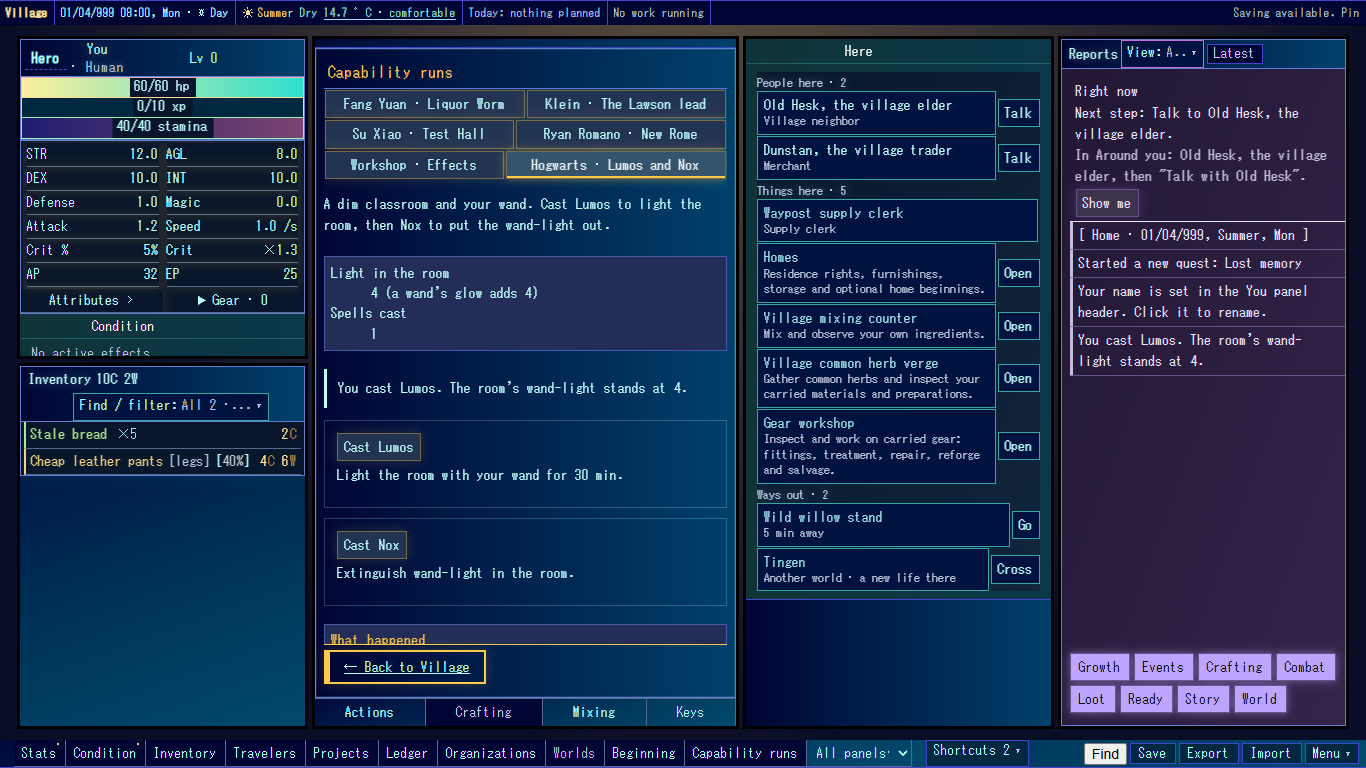 Village 01/04/999 08:00, Mon · ☀ Day ☀ Summer Dry 14.7 ° C · comfortable Today: nothing planned No work running Saving available. Pin
Hero · You Human Lv 0
60/60 hp
0/10 xp
40/40 stamina
STR 12.0 AGL 8.0
DEX 10.0 INT 10.0
Defense 1.0 Magic 0.0
Attack 1.2 Speed 1.0 /s
Crit % 5% Crit ×1.3
AP 32 EP 25
Attributes > ▶ Gear · 0
Condition
No active effects
Inventory 10C 2W
Find / filter: All 2 ·... ▾
Stale bread ×5 2C
Cheap leather pants [legs] [40%] 4C 6W
Capability runs
Fang Yuan · Liquor Worm Klein · The Lawson lead
Su Xiao · Test Hall Ryan Romano · New Rome
Workshop · Effects Hogwarts · Lumos and Nox
A dim classroom and your wand. Cast Lumos to light the
room, then Nox to put the wand-light out.
Light in the room
4 (a wand's glow adds 4)
Spells cast
1
You cast Lumos. The room's wand-light stands at 4.
Cast Lumos
Light the room with your wand for 30 min.
Cast Nox
Extinguish wand-light in the room.
What happened
← Back to Village
Actions Crafting Mixing Keys
Here
People here · 2
Old Hesk, the village elder
Village neighbor
Talk
Dunstan, the village trader
Merchant
Talk
Things here · 5
Waypost supply clerk
Supply clerk
Homes
Residence rights, furnishings,
storage and optional home beginnings.
Open
Village mixing counter
Mix and observe your own ingredients.
Open
Village common herb verge
Gather common herbs and inspect your
carried materials and preparations.
Open
Gear workshop
Inspect and work on carried gear:
fittings, treatment, repair, reforge
and salvage.
Open
Ways out · 2
Wild willow stand
5 min away
Go
Tingen
Another world · a new life there
Cross
Reports View: A.. ▾ Latest
Right now
Next step: Talk to Old Hesk, the
village elder.
In Around you: Old Hesk, the village
elder, then "Talk with Old Hesk".
Show me
[ Home · 01/04/999, Summer, Mon ]
Started a new quest: Lost memory
Your name is set in the You panel
header. Click it to rename.
You cast Lumos. The room's wand-
light stands at 4.
Growth Events Crafting Combat
Loot Ready Story World
Stats Condition Inventory Travelers Projects Ledger Organizations Worlds Beginning Capability runs All panels· Shortcuts 2 ▾ Find Save Export Import Menu ▾